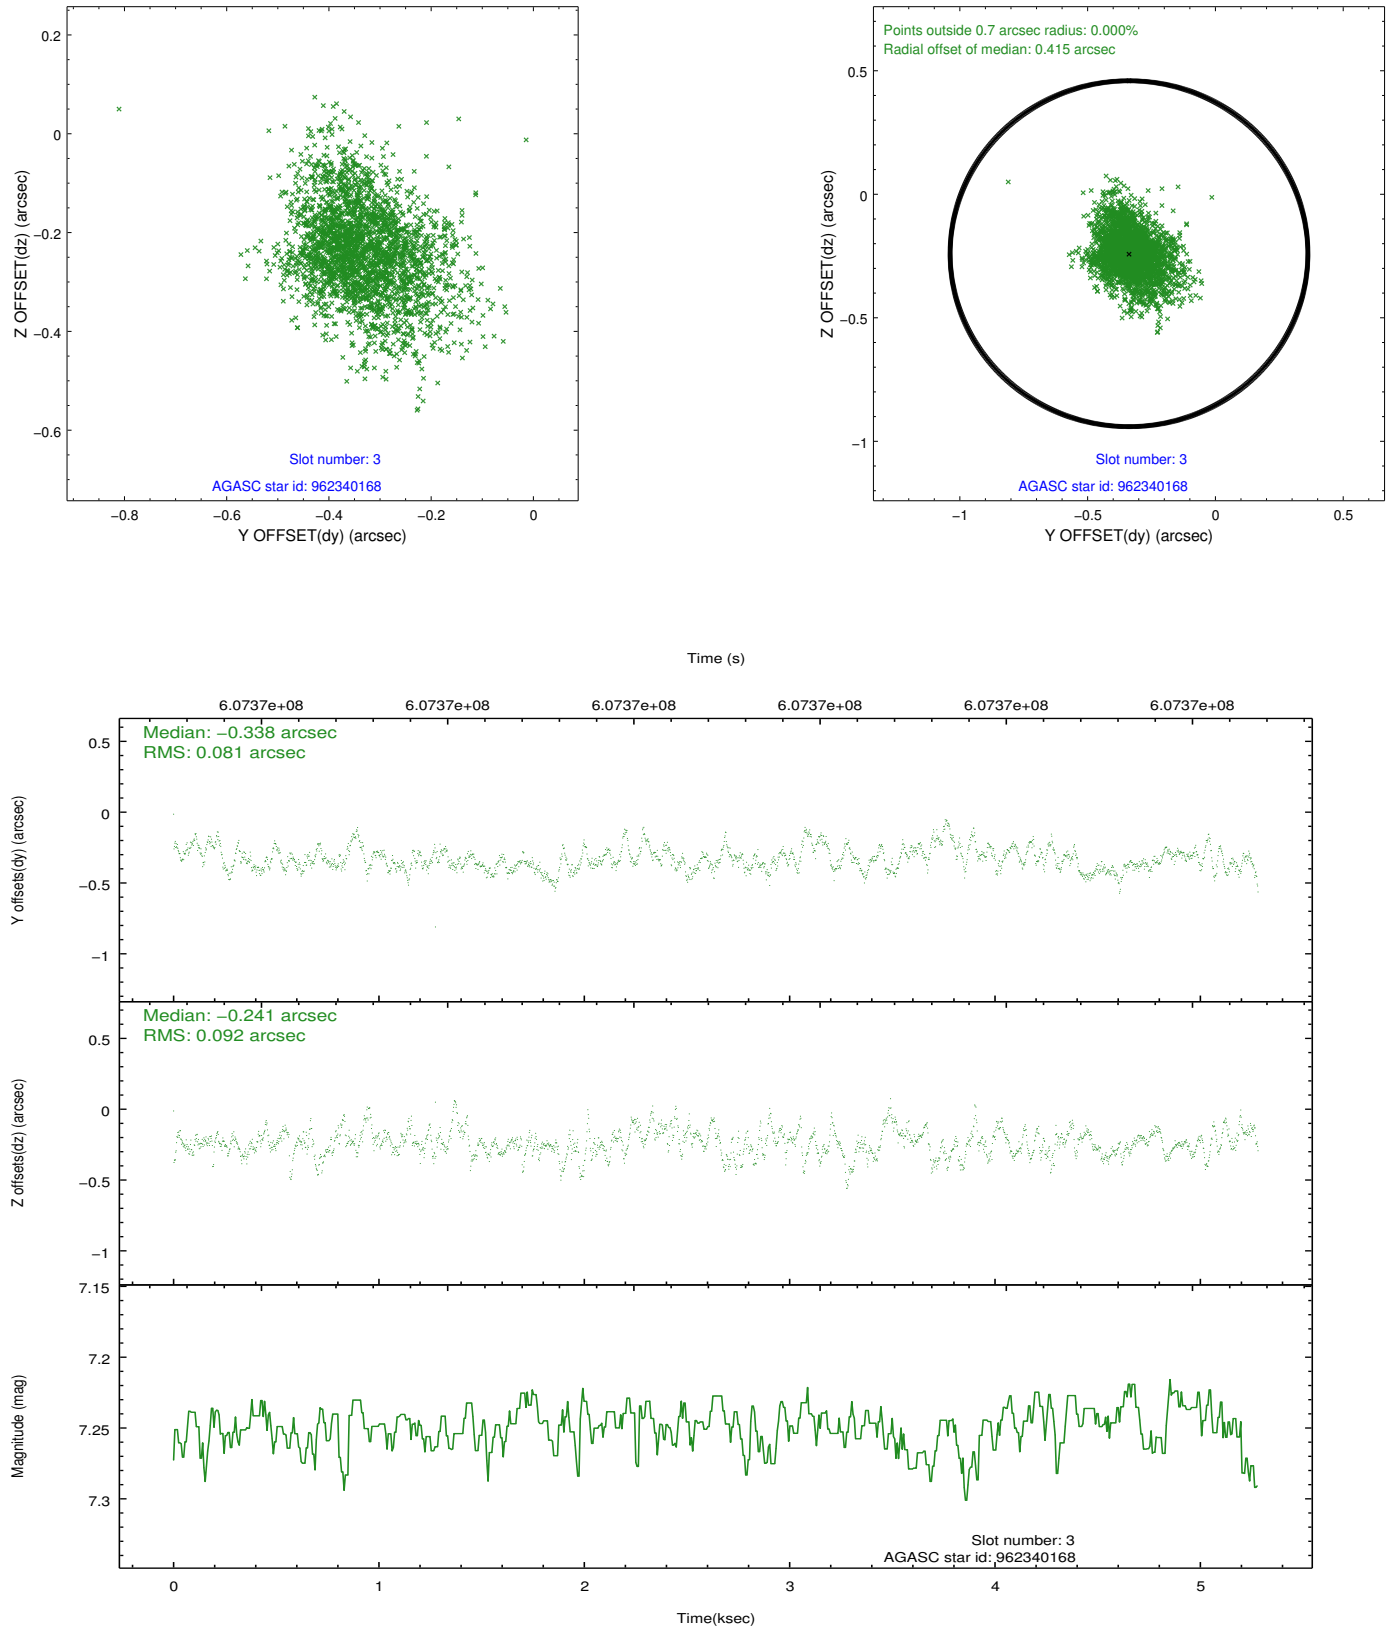 0.2
0
−0.2
−0.4
−0.6
Z OFFSET(dz) (arcsec)
Slot number: 3
AGASC star id: 962340168
−0.8
−0.6
−0.4
−0.2
0
Y OFFSET(dy) (arcsec)
Points outside 0.7 arcsec radius: 0.000%
Radial offset of median: 0.415 arcsec
0.5
0
−0.5
−1
Z OFFSET(dz) (arcsec)
Slot number: 3
AGASC star id: 962340168
−1
−0.5
0
0.5
Y OFFSET(dy) (arcsec)
Time (s)
6.0737e+08
6.0737e+08
6.0737e+08
6.0737e+08
6.0737e+08
6.0737e+08
Median: −0.338 arcsec
RMS: 0.081 arcsec
0.5
0
−0.5
−1
Y offsets(dy) (arcsec)
Median: −0.241 arcsec
RMS: 0.092 arcsec
0.5
0
−0.5
−1
Z offsets(dz) (arcsec)
7.15
7.2
7.25
7.3
Magnitude (mag)
Slot number: 3
AGASC star id: 962340168
0
1
2
3
4
5
Time(ksec)